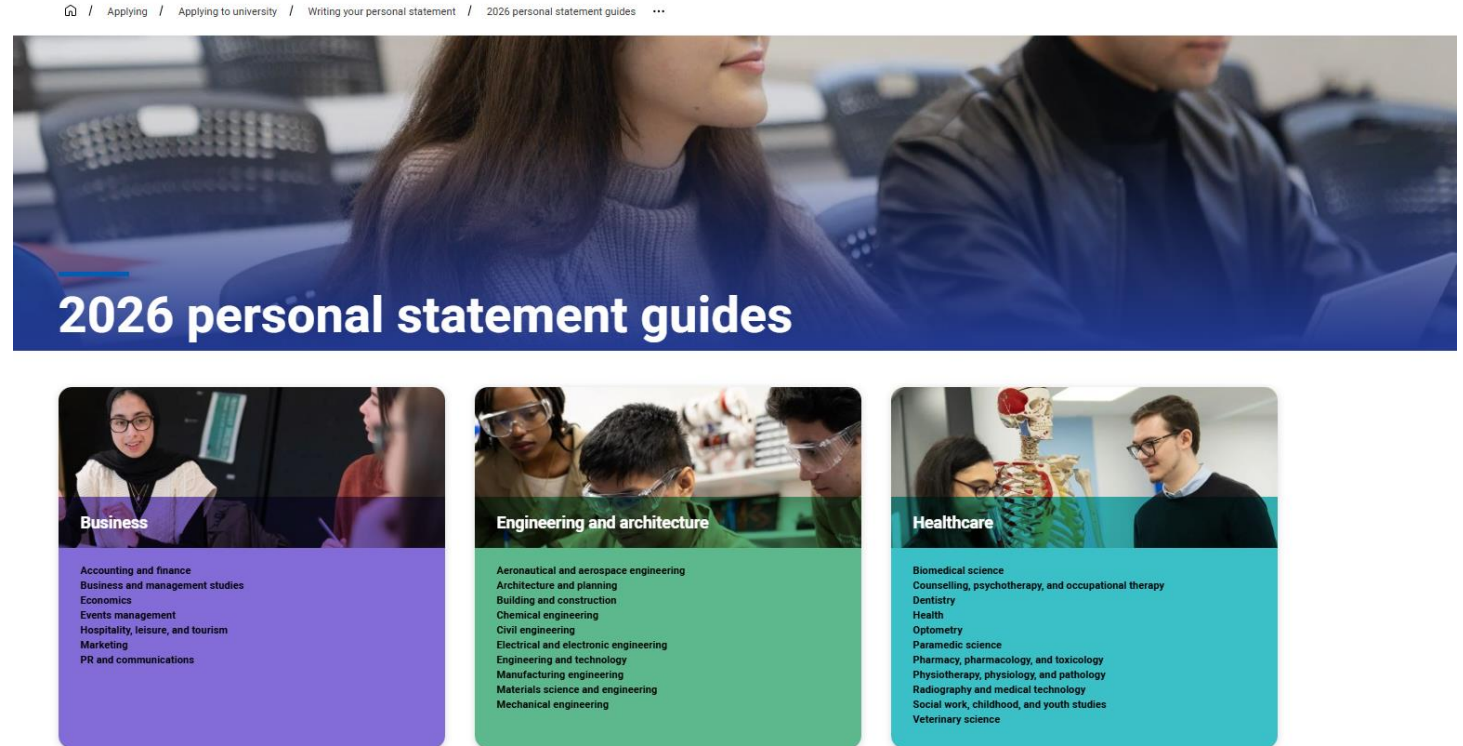 / Applying / Applying to university / Writing your personal statement / 2026 personal statement guides ...
2026 personal statement guides
Business
Accounting and finance
Business and management studies
Economics
Events management
Hospitality, leisure, and tourism
Marketing
PR and communications
Engineering and architecture
Aeronautical and aerospace engineering
Architecture and planning
Building and construction
Chemical engineering
Civil engineering
Electrical and electronic engineering
Engineering and technology
Manufacturing engineering
Materials science and engineering
Mechanical engineering
Healthcare
Biomedical science
Counselling, psychotherapy, and occupational therapy
Dentistry
Health
Optometry
Paramedic science
Pharmacy, pharmacology, and toxicology
Physiotherapy, physiology, and pathology
Radiography and medical technology
Social work, childhood, and youth studies
Veterinary science